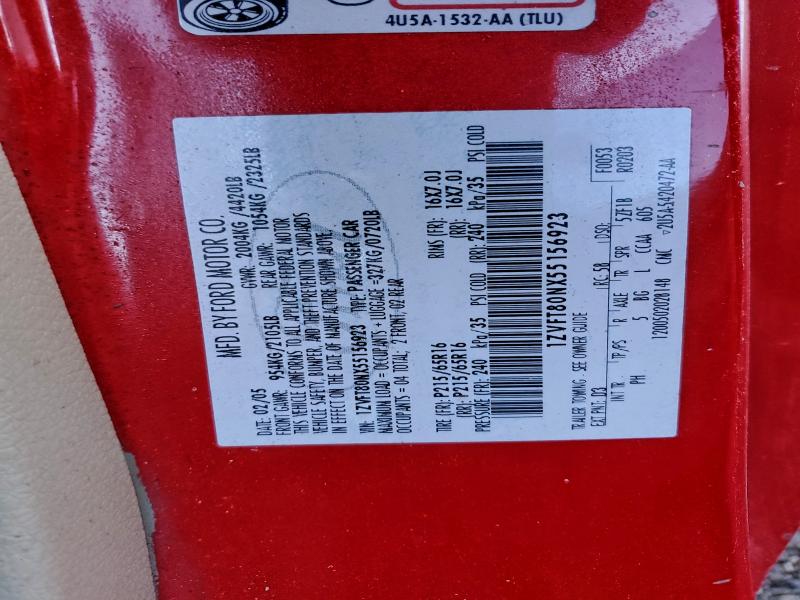 4U5A-1532-AA (TLU)
MFD. BY FORD MOTOR CO.
DATE: 02/05 GVWR: 2004KG/4420LB
FRONT GAWR: 954KG/2105LB REAR GAWR: 1054KG/2325LB
THIS VEHICLE CONFORMS TO ALL APPLICABLE FEDERAL MOTOR
VEHICLE SAFETY, BUMPER, AND THEFT PREVENTION STANDARDS
IN EFFECT ON THE DATE OF MANUFACTURE SHOWN ABOVE.
VIN: 1ZVFT80NX55156923 TYPE: PASSENGER CAR
MAXIMUM LOAD = OCCUPANTS + LUGGAGE = 327KG/0720LB
OCCUPANTS = 04 TOTAL: 2 FRONT, 02 REAR
TIRE (FR): P215/65R16 RIMS (FR): 16X7.0J
(RR): P215/65R16 (RR): 16X7.0J
PRESSURE (FR): 240 kPa/35 PSI COLD (RR): 240 kPa/35 PSI COLD
1ZVFT80NX55156923
TRAILER TOWING - SEE OWNER GUIDE
EXT PNT: D3 RC: 58 DSO: F0053
R0203
INT TR TP/PS R AXLE TR SPR
PH 5 BG L CCAA 605